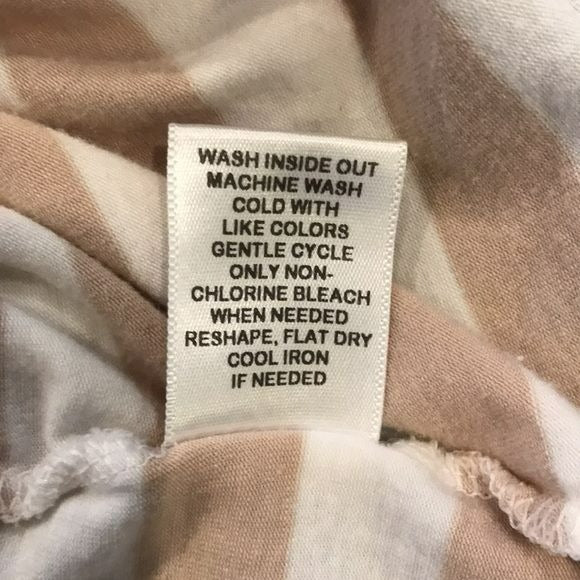 WASH INSIDE OUT
MACHINE WASH
COLD WITH
LIKE COLORS
GENTLE CYCLE
ONLY NON-
CHLORINE BLEACH
WHEN NEEDED
RESHAPE, FLAT DRY
COOL IRON
IF NEEDED